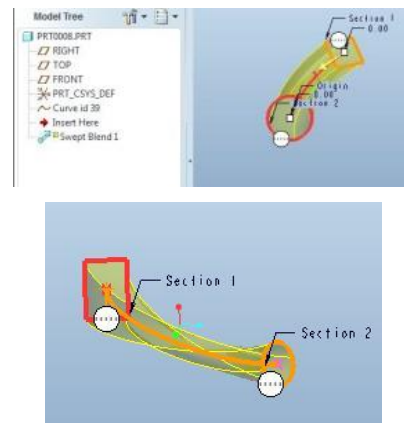 Model Tree
PRT0008.PRT
RIGHT
TOP
FRONT
PRT_CSYS_DEF
Curve id 39
Insert Here
Swept Blend 1
Section 1
0.00
Origin
0.00
Section 2
Section 1
Section 2